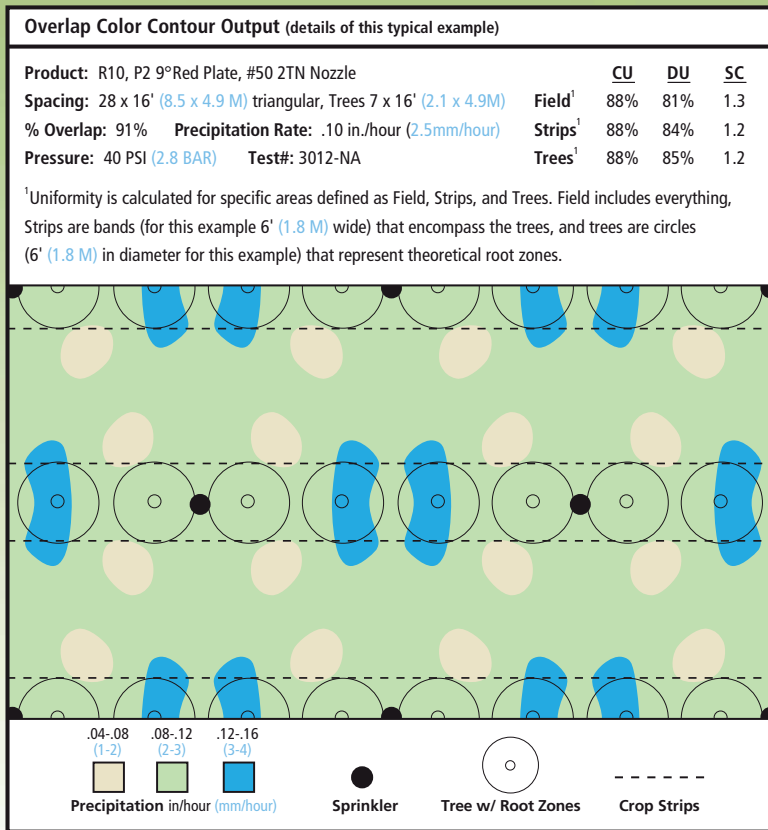 Overlap Color Contour Output (details of this typical example)
Product: R10, P2 9°Red Plate, #50 2TN Nozzle CU DU SC
Spacing: 28 x 16' (8.5 x 4.9 M) triangular, Trees 7 x 16' (2.1 x 4.9M) Field¹ 88% 81% 1.3
% Overlap: 91% Precipitation Rate: .10 in./hour (2.5mm/hour) Strips¹ 88% 84% 1.2
Pressure: 40 PSI (2.8 BAR) Test#: 3012-NA Trees¹ 88% 85% 1.2
¹Uniformity is calculated for specific areas defined as Field, Strips, and Trees. Field includes everything,
Strips are bands (for this example 6' (1.8 M) wide) that encompass the trees, and trees are circles
(6' (1.8 M) in diameter for this example) that represent theoretical root zones.
.04-.08 .08-.12 .12-.16
(1-2) (2-3) (3-4)
Precipitation in/hour (mm/hour) Sprinkler Tree w/ Root Zones Crop Strips